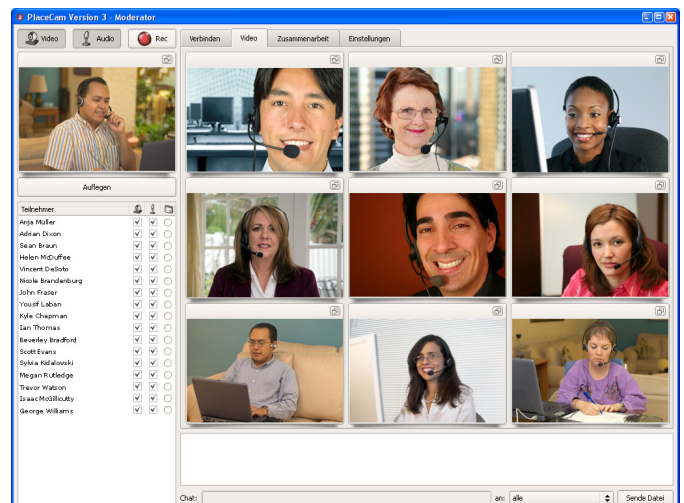 PlaceCam Version 3 - Moderator
Video Audio Rec
Verbinden Video Zusammenarbeit Einstellungen
Auflegen
Teilnehmer
Anja Müller
Adrian Dixon
Sean Braun
Helen McDuffee
Vincent DeSoto
Nicole Brandenburg
John Fraser
Yousif Laban
Kyle Chapman
Ian Thomas
Beverley Bradford
Scott Evans
Sylvia Kidalovski
Megan Rutledge
Trevor Watson
Isaac McGillicutty
George Williams
Chat: an: alle Sende Datei